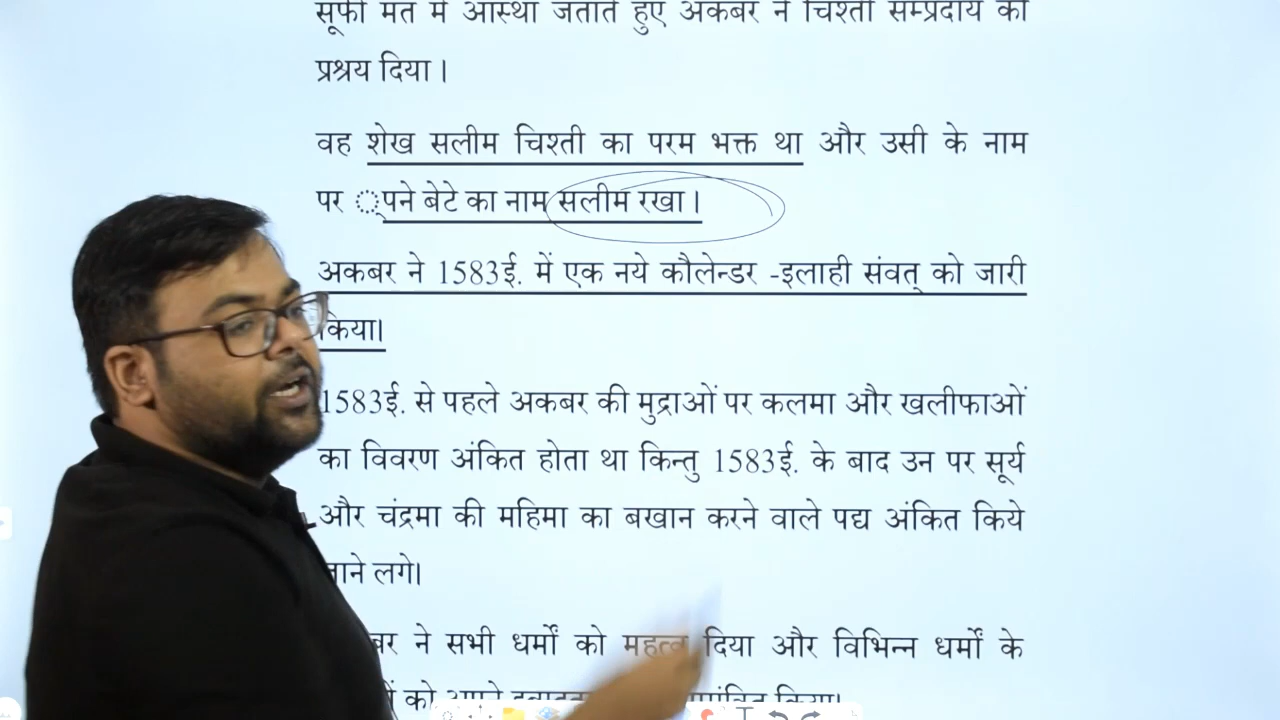 सूफी मत में आस्था जताते हुए अकबर ने चिश्ती सम्प्रदाय को
प्रश्रय दिया ।
वह शेख सलीम चिश्ती का परम भक्त था और उसी के नाम
पर ्पने बेटे का नाम सलीम रखा ।
अकबर ने 1583ई. में एक नये कौलेन्डर -इलाही संवत् को जारी
किया।
1583ई. से पहले अकबर की मुद्राओं पर कलमा और खलीफाओं
का विवरण अंकित होता था किन्तु 1583ई. के बाद उन पर सूर्य
और चंद्रमा की महिमा का बखान करने वाले पद्य अंकित किये
जाने लगे।
ने सभी धर्मों को महत्व दिया और विभिन्न धर्मों के
को अपने किया।